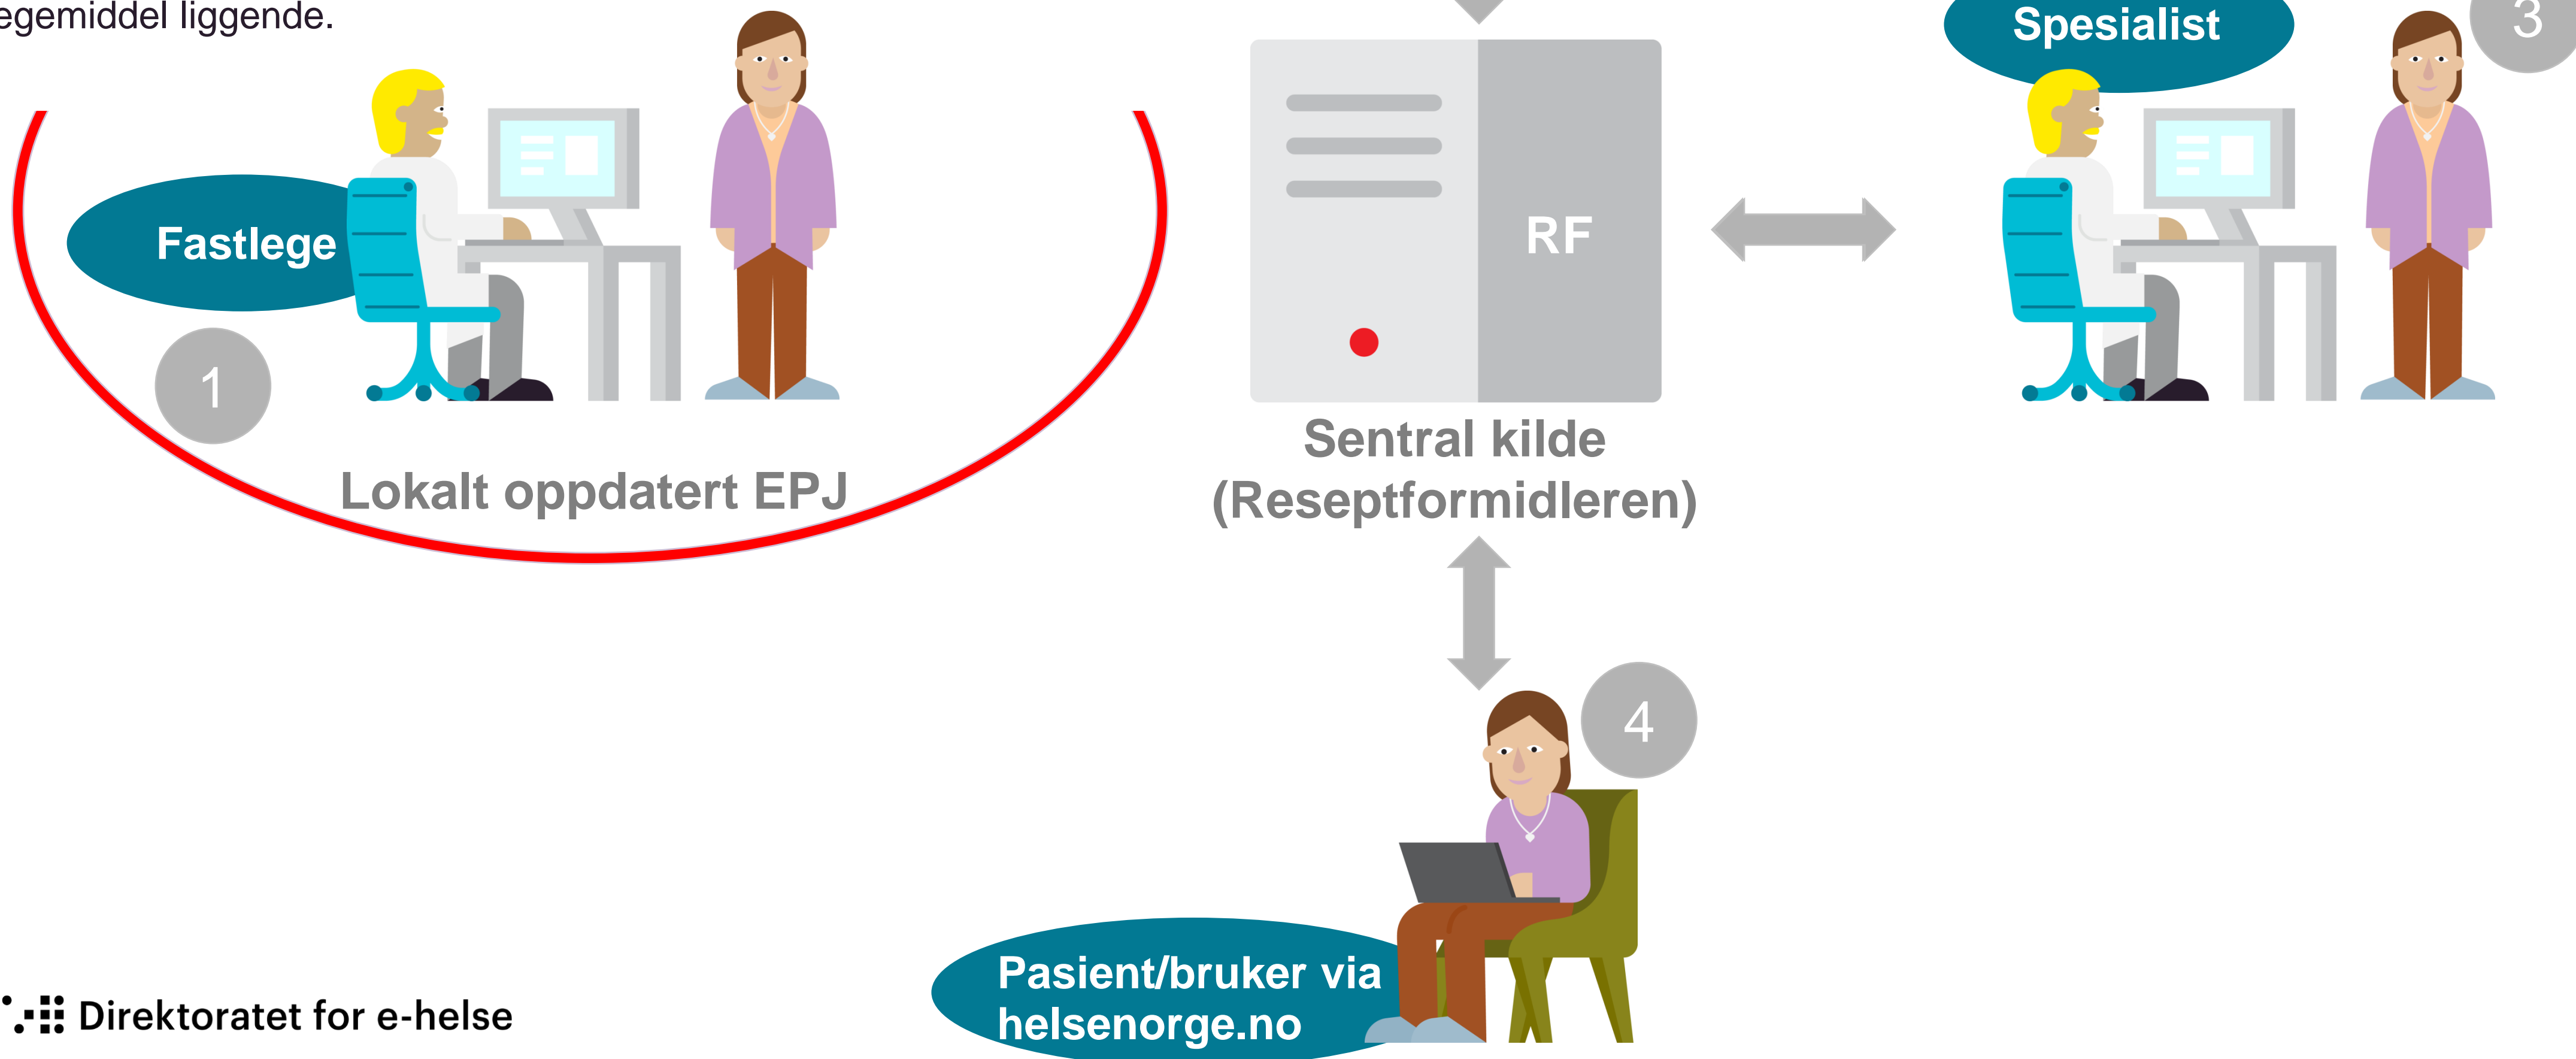 liggende.
Spesialist
3
Fastlege
1
Lokalt oppdatert EPJ
RF
Sentral kilde
(Reseptformidleren)
4
Pasient/bruker via
helsenorge.no
Direktoratet for e-helse